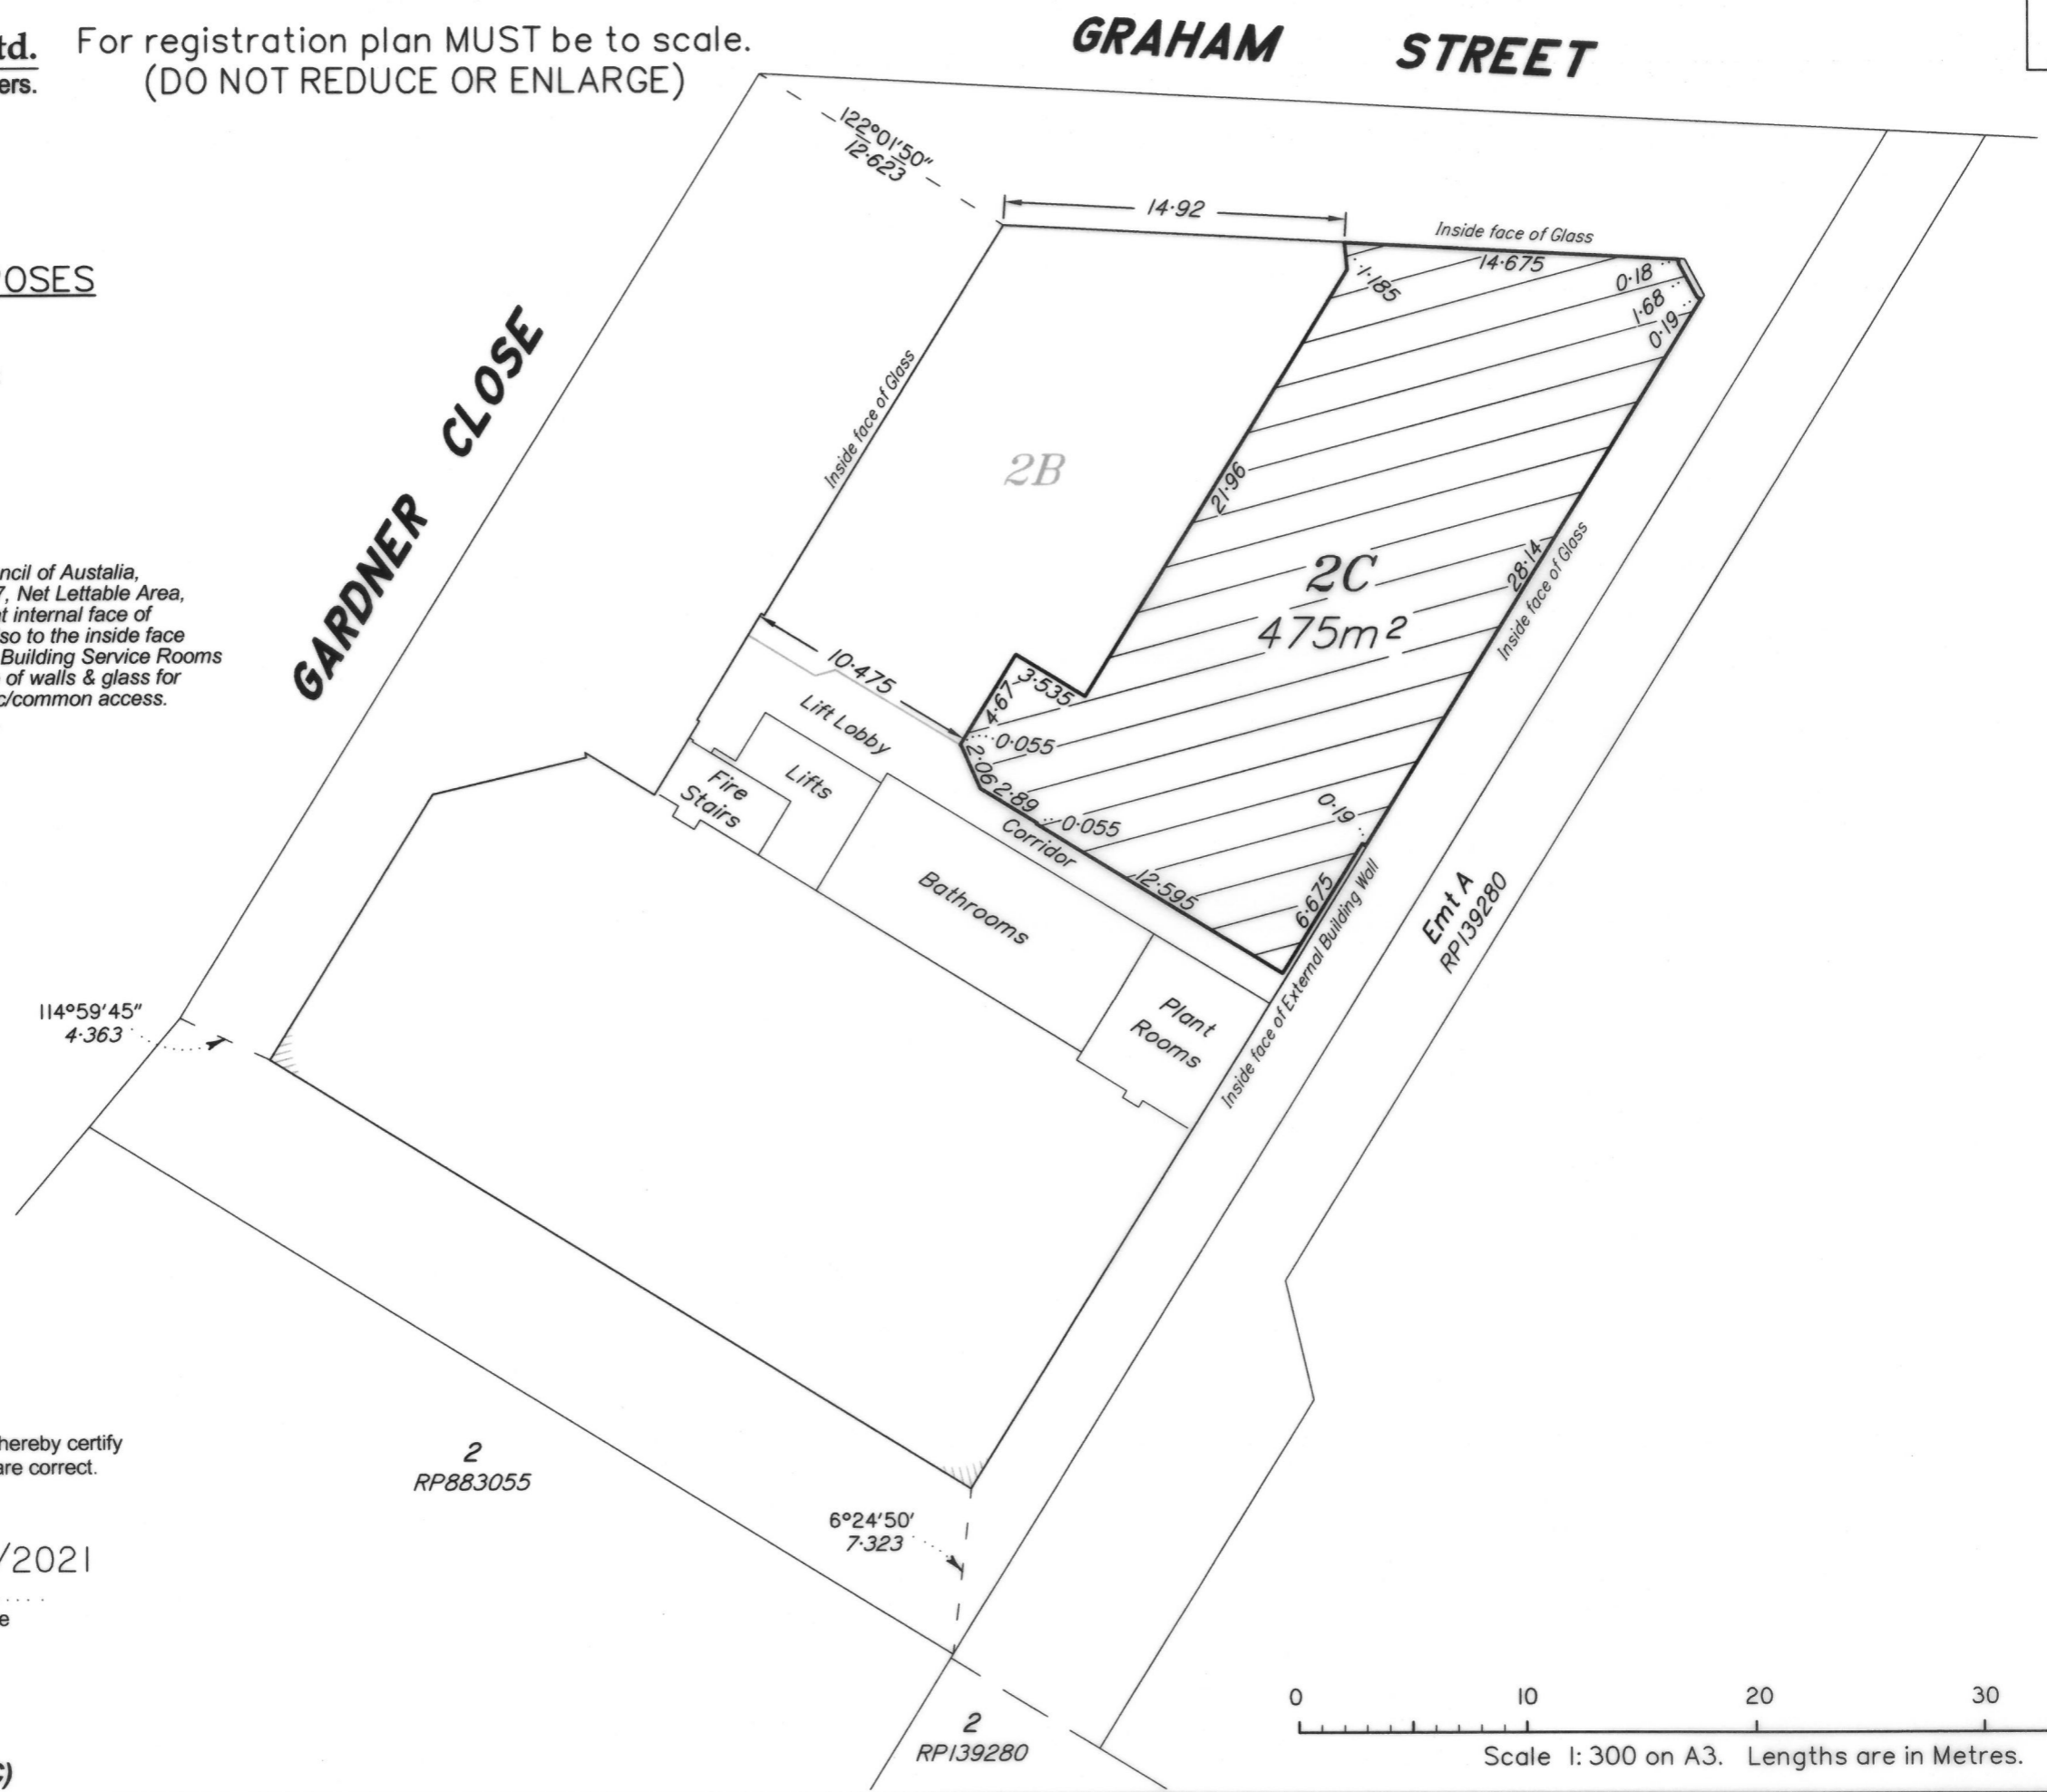 td.
ers.
For registration plan MUST be to scale.
(DO NOT REDUCE OR ENLARGE)
GRAHAM STREET
122°01'50"
12·623
14·92
Inside face of Glass
14·675
1·185
0·18
1·68
0·19
OSES
GARDNER CLOSE
Inside face of Glass
2B
21·96
2C
475m²
28·14
Inside face of Glass
ncil of Austalia,
7, Net Lettable Area,
t internal face of
so to the inside face
Building Service Rooms
of walls & glass for
c/common access.
10·475
3·535
4·67
0·055
2·06
2·89
0·055
0·19
12·595
6·675
Lift Lobby
Lifts
Fire
Stairs
Corridor
Bathrooms
Plant
Rooms
Inside face of External Building Wall
Emt A
RP139280
114°59'45"
4·363
hereby certify
are correct.
2
RP883055
6°24'50'
7·323
/2021
e
2
RP139280
0 10 20 30
Scale 1:300 on A3. Lengths are in Metres.